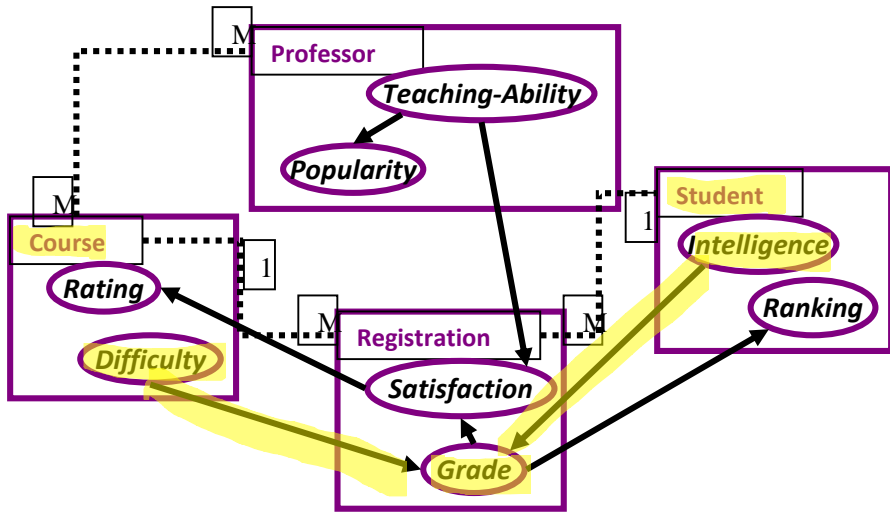 M
Professor
Teaching-Ability
Popularity
M
Student
1
Course
Intelligence
1
Rating
Ranking
M
Registration
M
Difficulty
Satisfaction
Grade